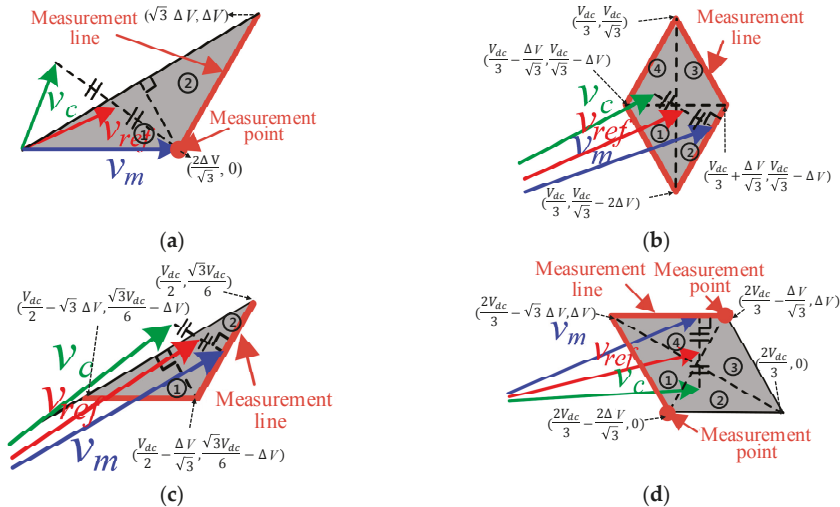 Measurement
line
(√3 ΔV, ΔV)
②
①
v_c
v_ref
v_m
Measurement
point
(2ΔV/√3, 0)
(a)
(V_dc/3, V_dc/√3)
Measurement
line
(V_dc/3 − ΔV/√3, V_dc/√3 − ΔV)
④
③
v_c
v_ref
v_m
①
②
(V_dc/3 + ΔV/√3, V_dc/√3 − ΔV)
(V_dc/3, V_dc/√3 − 2ΔV)
(b)
(V_dc/2, √3V_dc/6)
(V_dc/2 − √3 ΔV, √3V_dc/6 − ΔV)
②
①
v_c
v_ref
v_m
Measurement
line
(V_dc/2 − ΔV/√3, √3V_dc/6 − ΔV)
(c)
Measurement
line
Measurement
point
(2V_dc/3 − √3 ΔV, ΔV)
(2V_dc/3 − ΔV/√3, ΔV)
v_m
v_ref
v_c
④
③
①
②
(2V_dc/3, 0)
(2V_dc/3 − 2ΔV/√3, 0)
Measurement
point
(d)